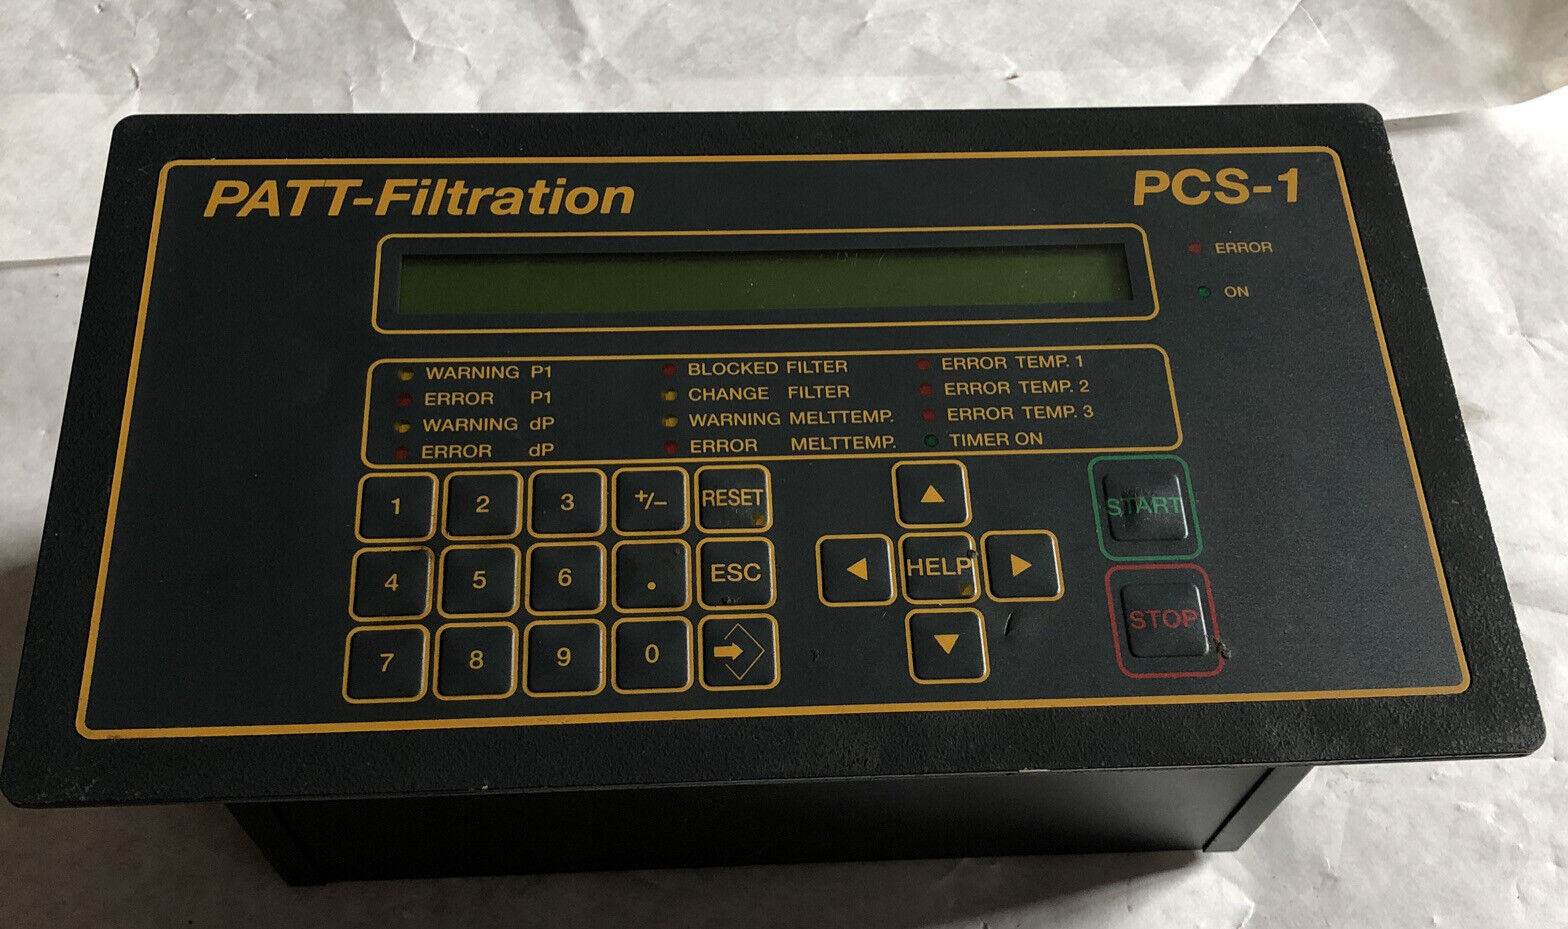 PATT-Filtration PCS-1
ERROR
ON
WARNING P1 BLOCKED FILTER ERROR TEMP. 1
ERROR P1 CHANGE FILTER ERROR TEMP. 2
WARNING dP WARNING MELTTEMP. ERROR TEMP. 3
ERROR dP ERROR MELTTEMP. TIMER ON
1 2 3 +/- RESET START
4 5 6 . ESC HELP STOP
7 8 9 0